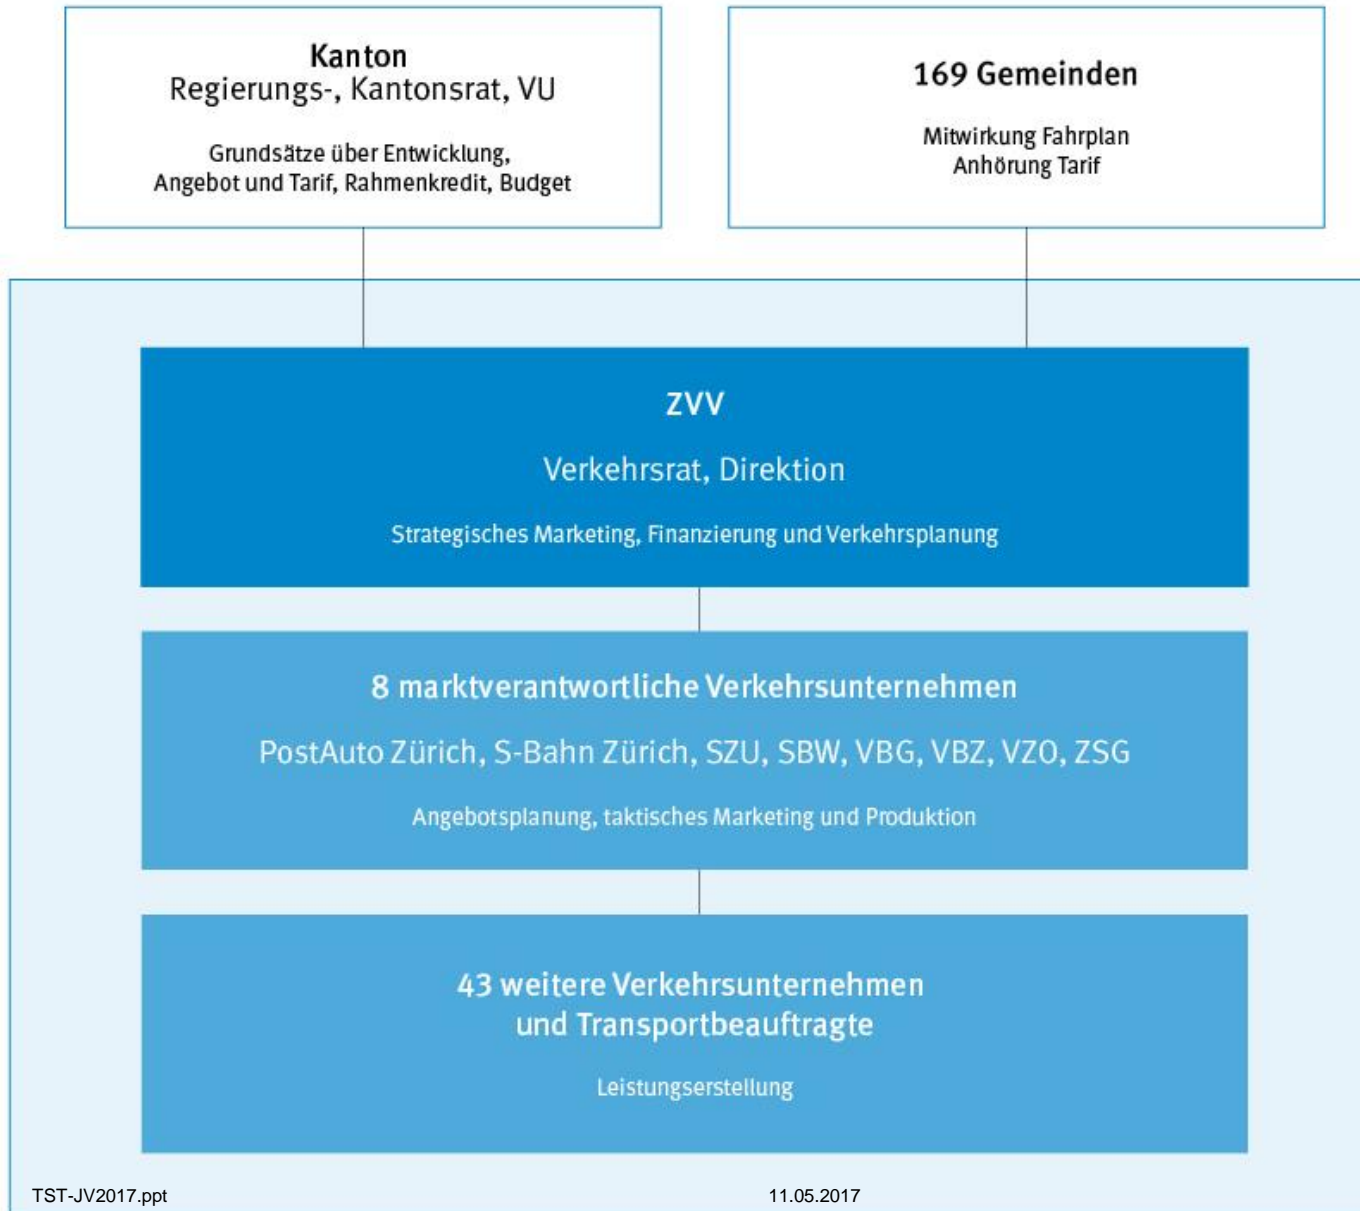 Kanton
Regierungs-, Kantonsrat, VU
Grundsätze über Entwicklung,
Angebot und Tarif, Rahmenkredit, Budget
169 Gemeinden
Mitwirkung Fahrplan
Anhörung Tarif
ZVV
Verkehrsrat, Direktion
Strategisches Marketing, Finanzierung und Verkehrsplanung
8 marktverantwortliche Verkehrsunternehmen
PostAuto Zürich, S-Bahn Zürich, SZU, SBW, VBG, VBZ, VZO, ZSG
Angebotsplanung, taktisches Marketing und Produktion
43 weitere Verkehrsunternehmen
und Transportbeauftragte
Leistungserstellung
TST-JV2017.ppt
11.05.2017